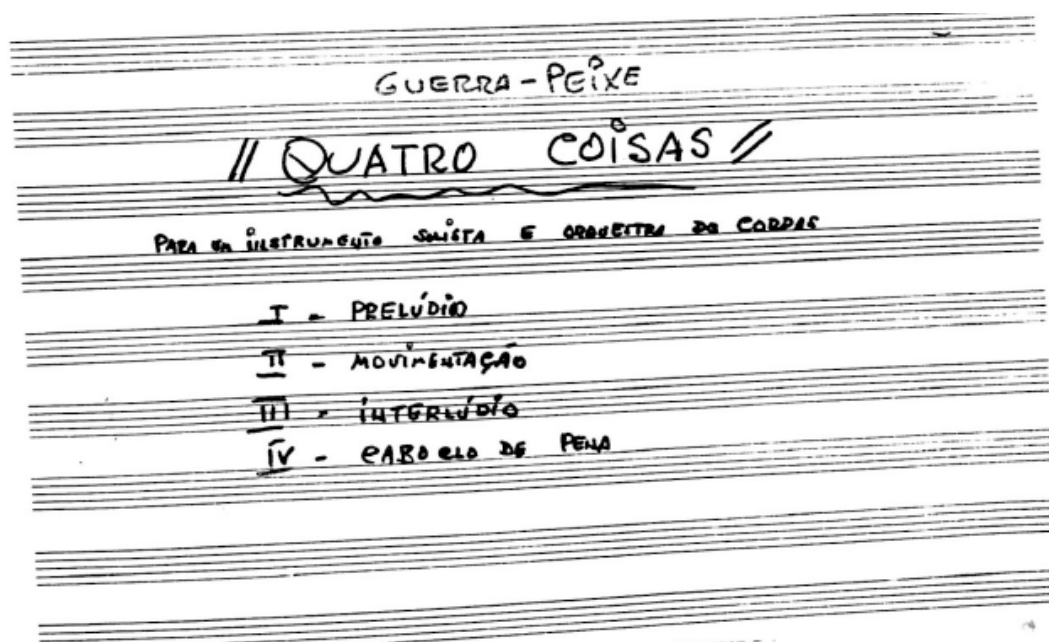 GUERRA-PEIXE
// QUATRO COISAS //
PARA UM INSTRUMENTO SOLISTA E ORQUESTRA DE CORDAS
I - PRELÚDIO
II - MOVIMENTAÇÃO
III - INTERLÚDIO
IV - CABOCLO DE PENA